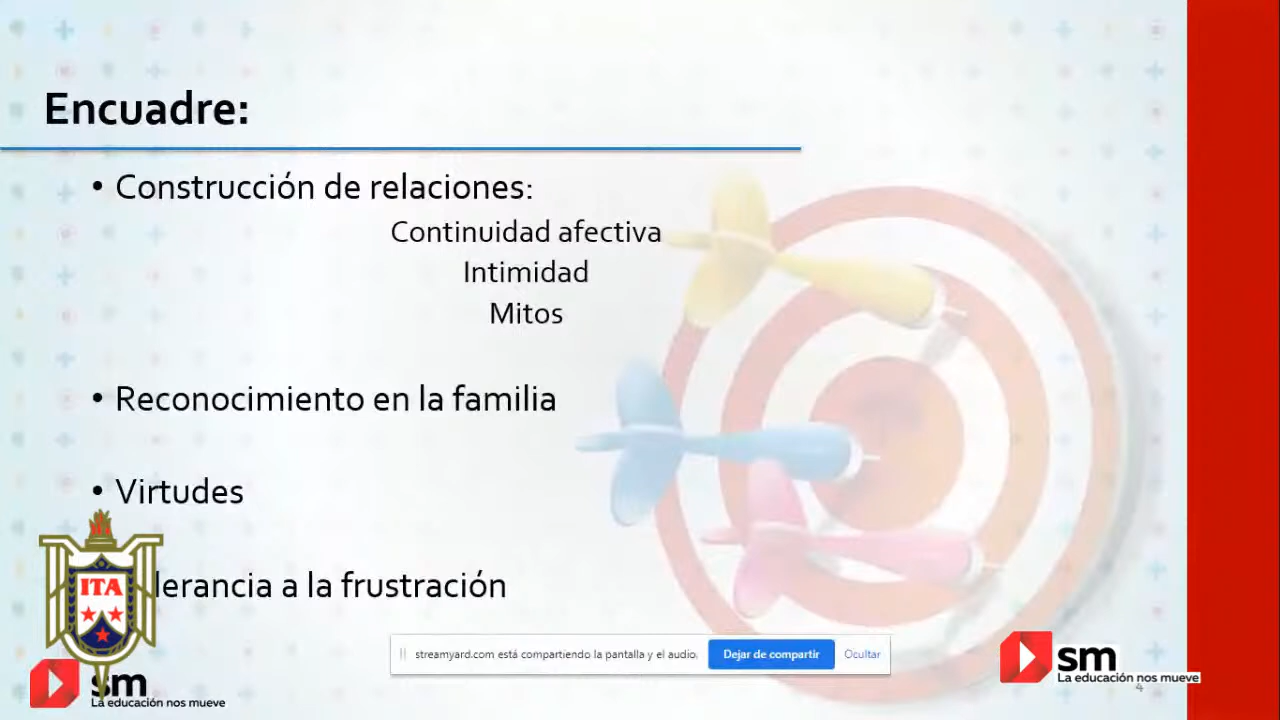 Encuadre:
• Construcción de relaciones:
Continuidad afectiva
Intimidad
Mitos
• Reconocimiento en la familia
• Virtudes
lerancia a la frustración
ITA
streamyard.com está compartiendo la pantalla y el audio.
Dejar de compartir
Ocultar
sm
La educación nos mueve
4
sm
La educación nos mueve